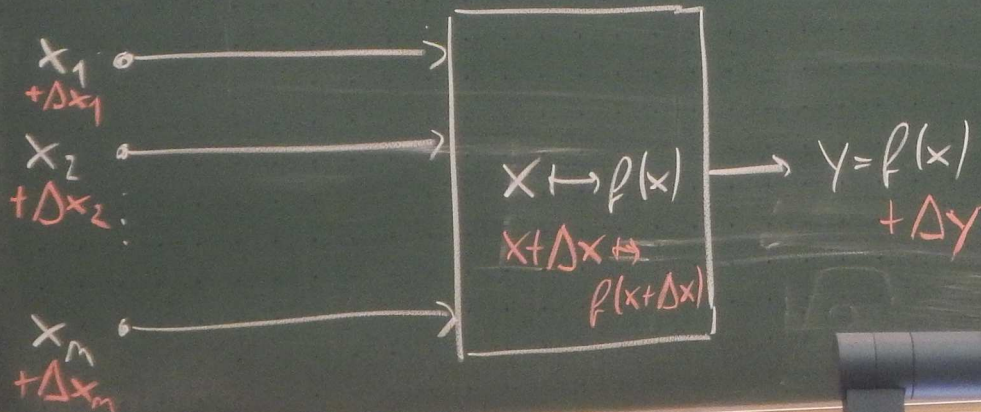 x₁
+Δx₁
x₂
+Δx₂
⋮
xₙ
+Δxₙ
x ↦ f(x)
x+Δx ↦
f(x+Δx)
y = f(x)
+Δy